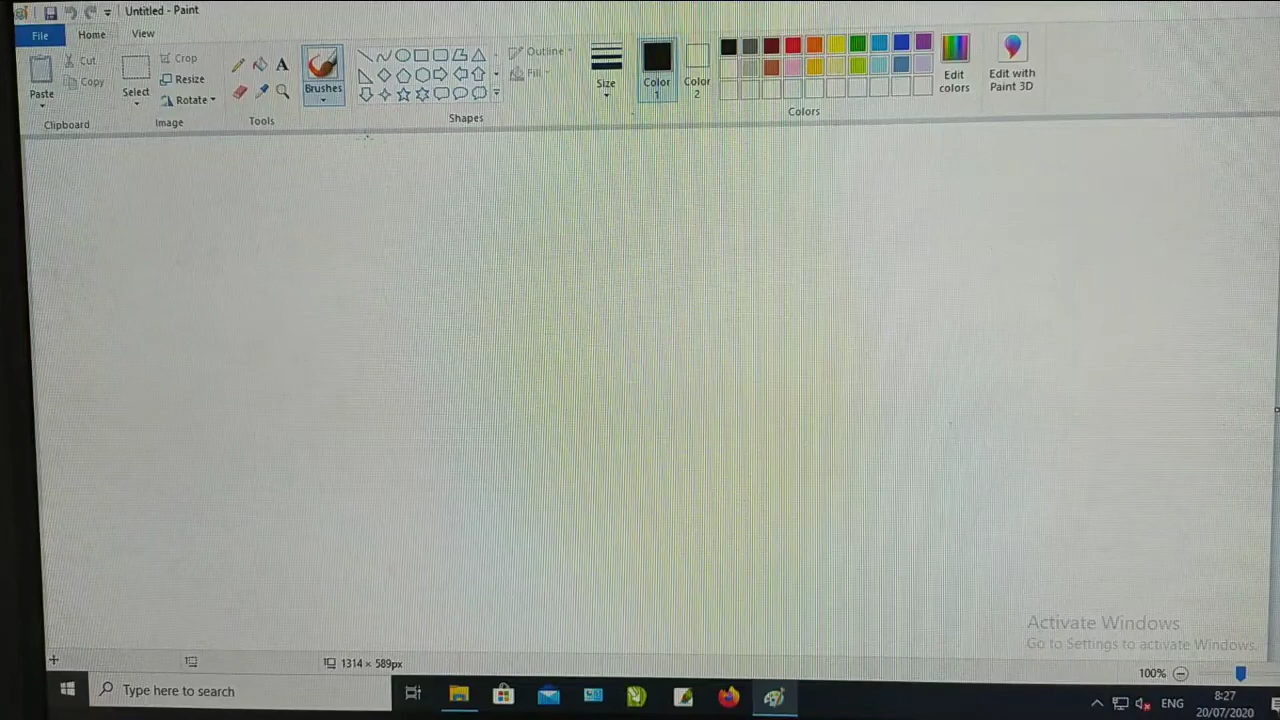 Untitled - Paint
File Home View
Paste
Cut
Copy
Clipboard
Select
Crop
Resize
Rotate
Image
A
Tools
Brushes
Shapes
Outline
Fill
Size
Color 1
Color 2
Colors
Edit colors
Edit with Paint 3D
Activate Windows
Go to Settings to activate Windows.
1314 × 589px
100%
Type here to search
ENG
8:27
20/07/2020